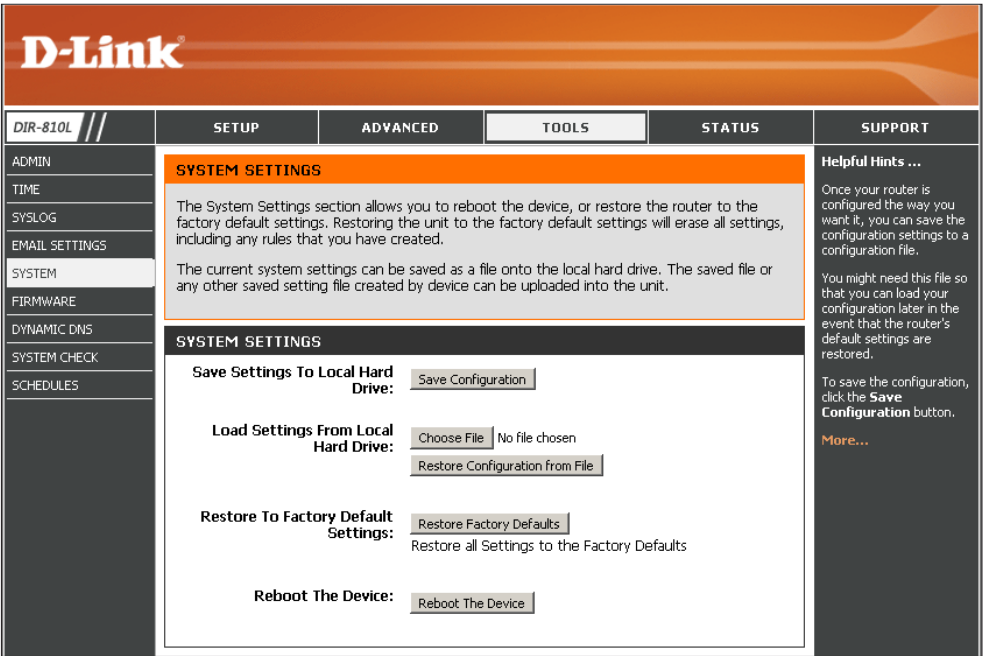 D-Link®
DIR-810L
SETUP
ADVANCED
TOOLS
STATUS
SUPPORT
ADMIN
TIME
SYSLOG
EMAIL SETTINGS
SYSTEM
FIRMWARE
DYNAMIC DNS
SYSTEM CHECK
SCHEDULES
SYSTEM SETTINGS
The System Settings section allows you to reboot the device, or restore the router to the
factory default settings. Restoring the unit to the factory default settings will erase all settings,
including any rules that you have created.
The current system settings can be saved as a file onto the local hard drive. The saved file or
any other saved setting file created by device can be uploaded into the unit.
SYSTEM SETTINGS
Save Settings To Local Hard
Drive:
Save Configuration
Load Settings From Local
Hard Drive:
Choose File
No file chosen
Restore Configuration from File
Restore To Factory Default
Settings:
Restore Factory Defaults
Restore all Settings to the Factory Defaults
Reboot The Device:
Reboot The Device
Helpful Hints ...
Once your router is
configured the way you
want it, you can save the
configuration settings to a
configuration file.
You might need this file so
that you can load your
configuration later in the
event that the router's
default settings are
restored.
To save the configuration,
click the Save
Configuration button.
More...